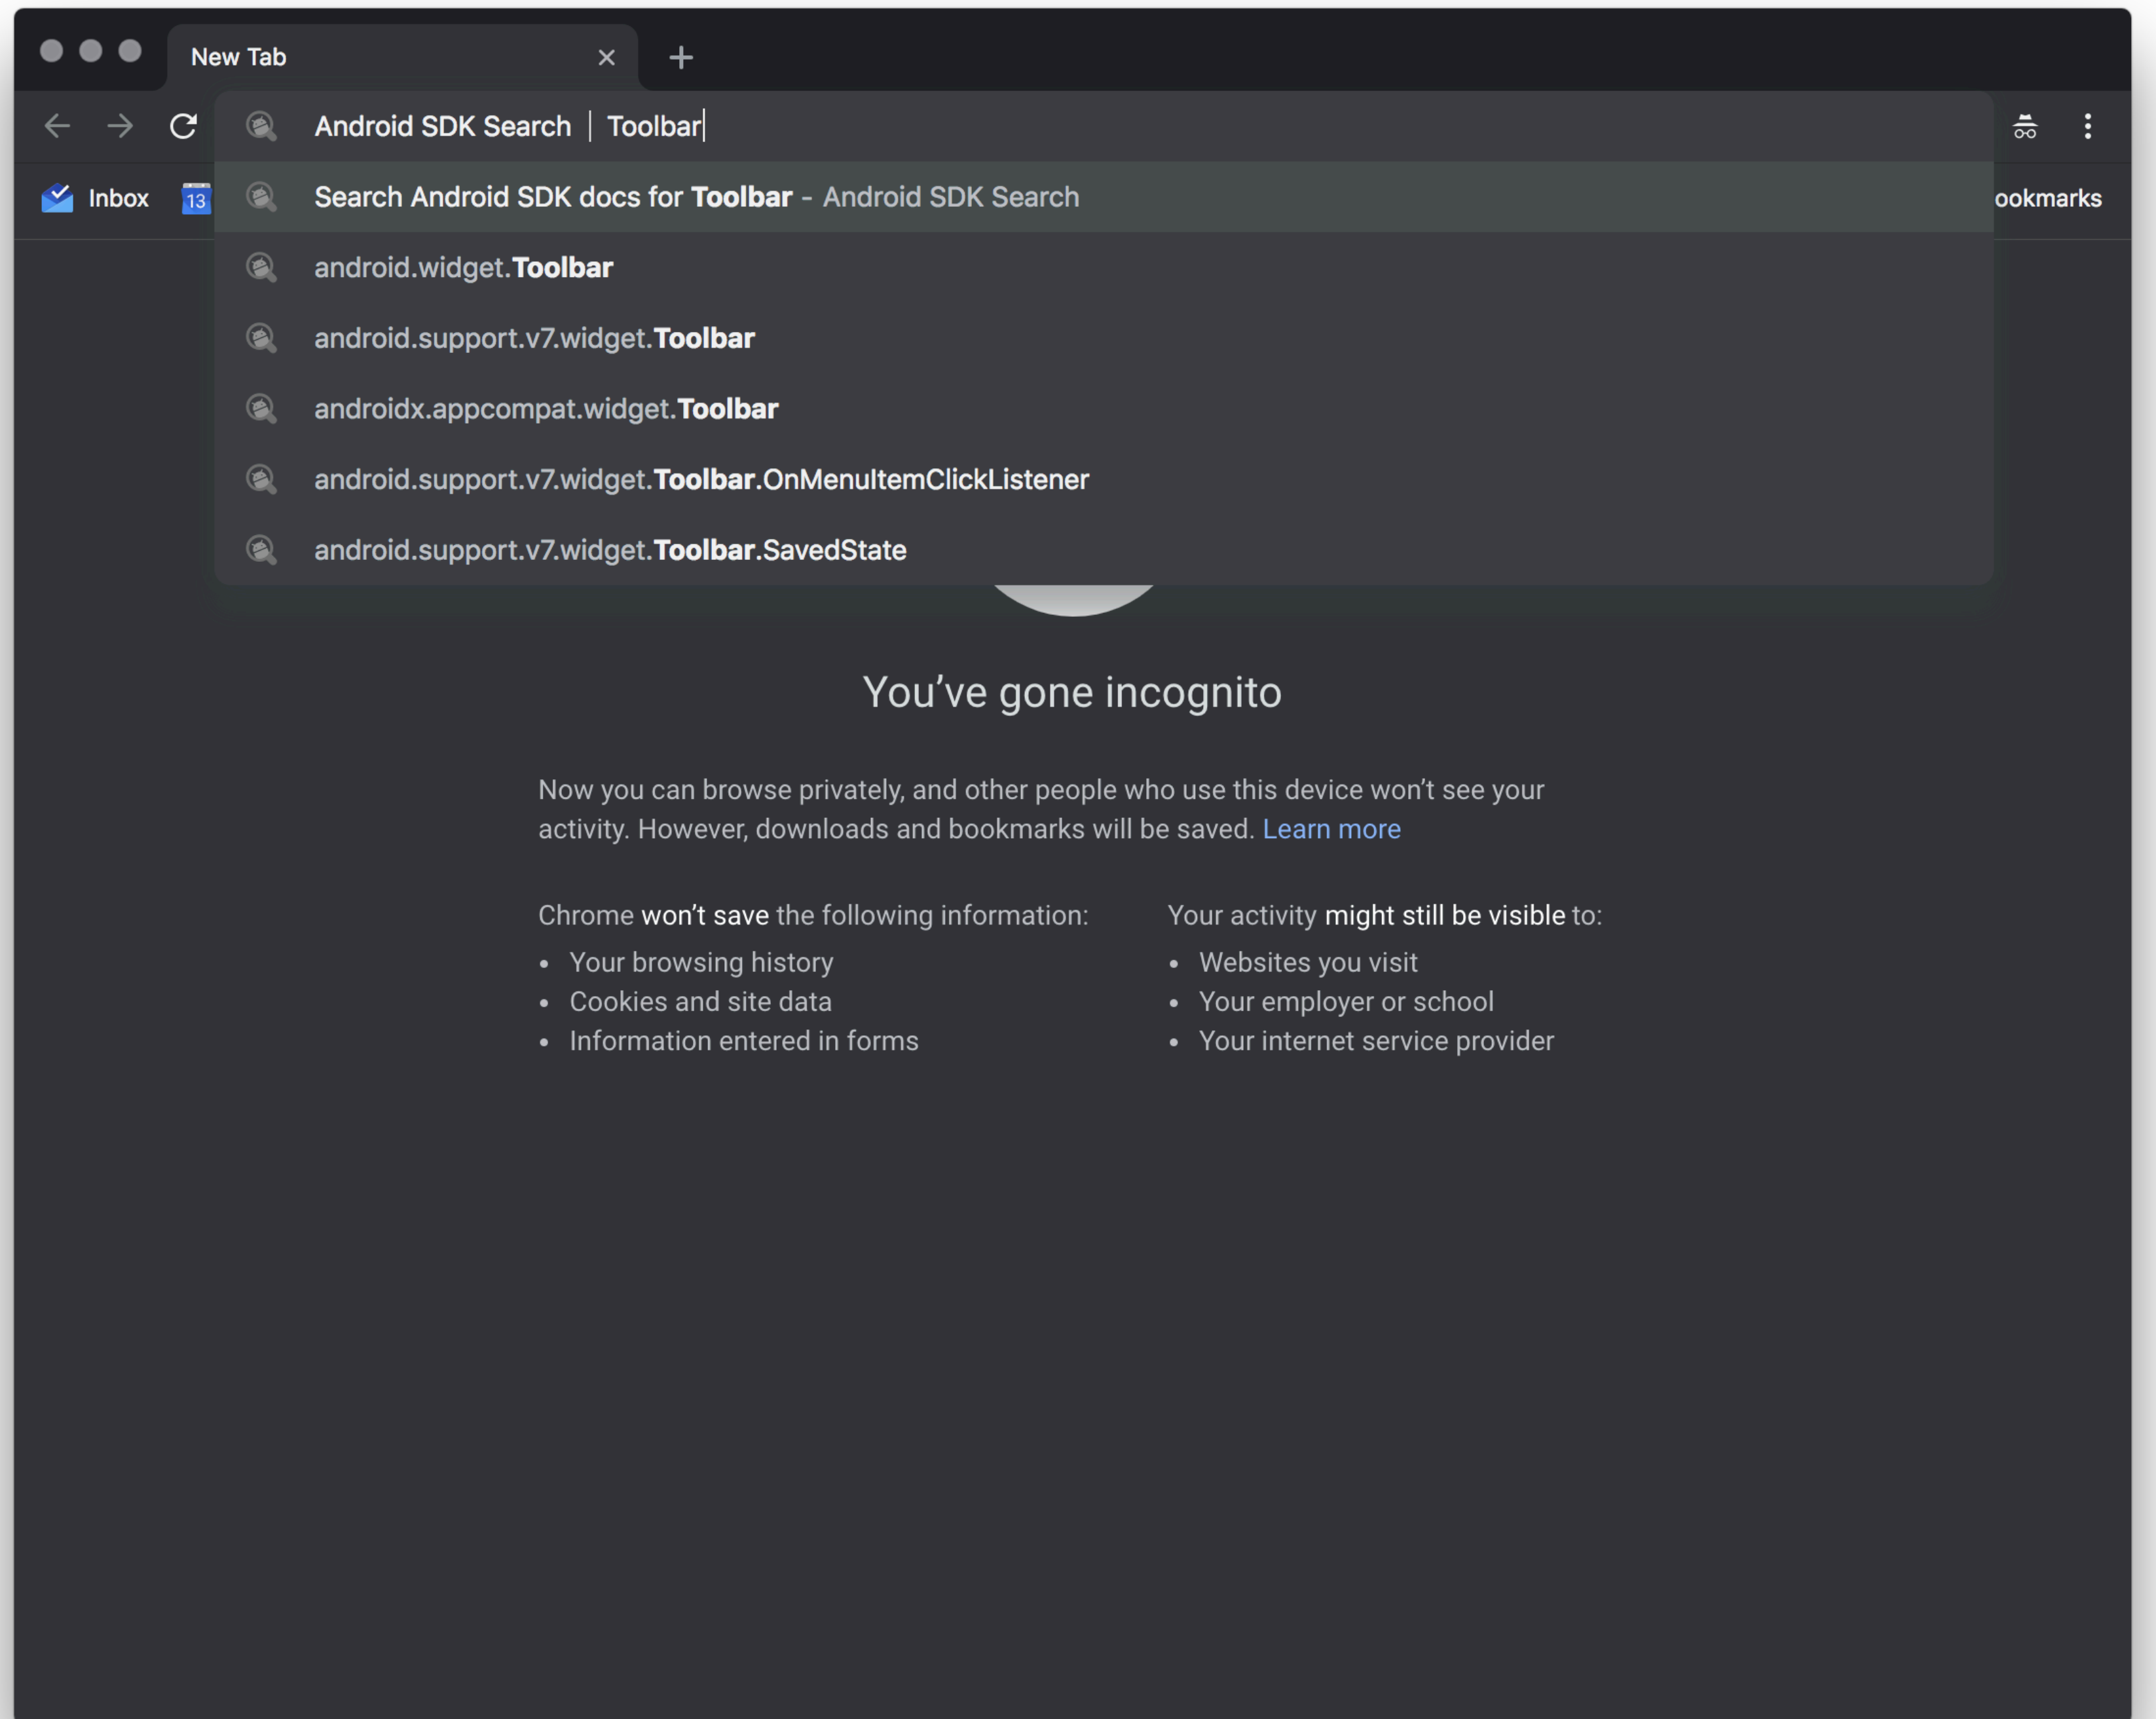 New Tab
Android SDK Search | Toolbar
Inbox
13
Search Android SDK docs for Toolbar - Android SDK Search
ookmarks
android.widget.Toolbar
android.support.v7.widget.Toolbar
androidx.appcompat.widget.Toolbar
android.support.v7.widget.Toolbar.OnMenuItemClickListener
android.support.v7.widget.Toolbar.SavedState
You’ve gone incognito
Now you can browse privately, and other people who use this device won’t see your
activity. However, downloads and bookmarks will be saved. Learn more
Chrome won’t save the following information:
• Your browsing history
• Cookies and site data
• Information entered in forms
Your activity might still be visible to:
• Websites you visit
• Your employer or school
• Your internet service provider